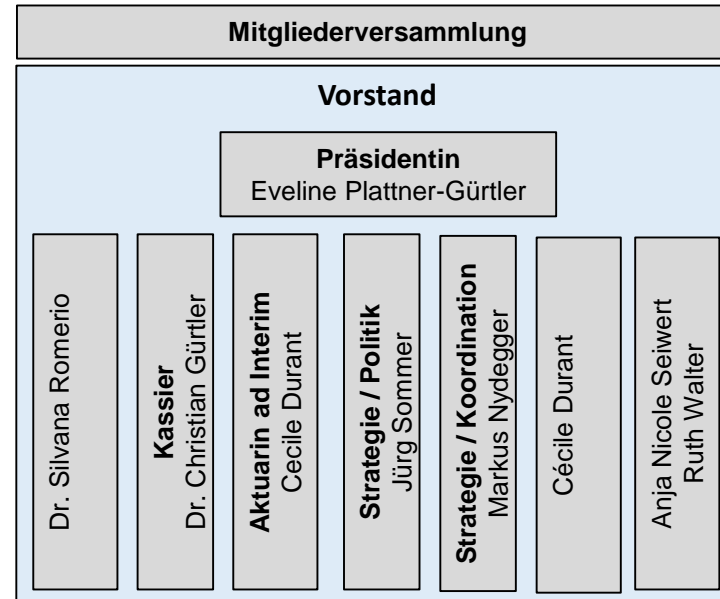 Mitgliederversammlung
Vorstand
Präsidentin
Eveline Plattner-Gürtler
Dr. Silvana Romerio
Kassier
Dr. Christian Gürtler
Aktuarin ad Interim
Cecile Durant
Strategie / Politik
Jürg Sommer
Strategie / Koordination
Markus Nydegger
Cécile Durant
Anja Nicole Seiwert
Ruth Walter